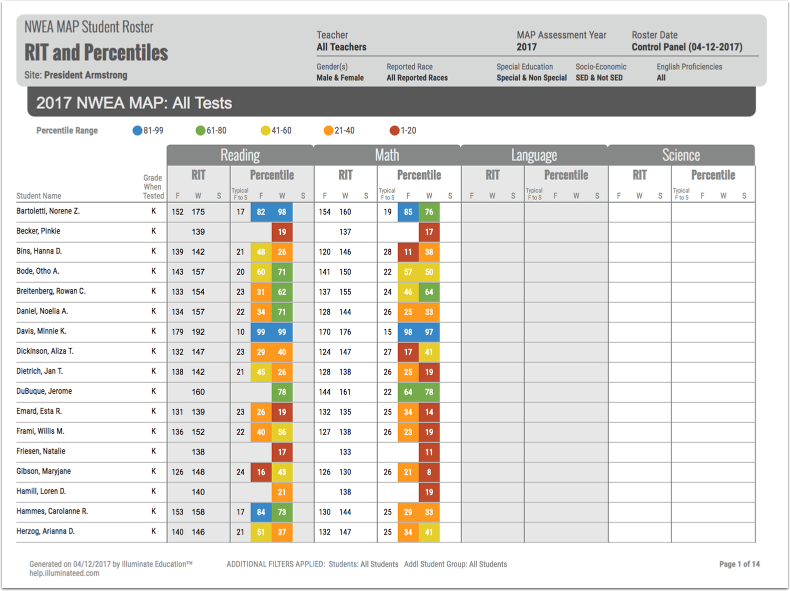 NWEA MAP Student Roster
RIT and Percentiles
Site: President Armstrong
Teacher MAP Assessment Year Roster Date
All Teachers 2017 Control Panel (04-12-2017)
Gender(s) Reported Race Special Education Socio-Economic English Proficiencies
Male & Female All Reported Races Special & Non Special SED & Not SED All
2017 NWEA MAP: All Tests
Percentile Range 81-99 61-80 41-60 21-40 1-20
Reading Math Language Science
RIT Percentile RIT Percentile RIT Percentile RIT Percentile
Student Name Grade When Tested F W S Typical F to S F W S F W S Typical F to S F W S F W S Typical F to S F W S F W S Typical F to S F W S
Bartoletti, Norene Z. K 152 175 17 82 98 154 160 19 85 76
Becker, Pinkie K 139 19 137 17
Bins, Hanna D. K 139 142 21 48 26 120 146 28 11 38
Bode, Otho A. K 143 157 20 60 71 141 150 22 57 50
Breitenberg, Rowan C. K 133 154 23 31 62 137 155 24 46 64
Daniel, Noelia A. K 134 157 22 34 71 128 144 26 25 33
Davis, Minnie K. K 179 192 10 99 99 170 176 15 98 97
Dickinson, Aliza T. K 132 147 23 29 40 124 147 27 17 41
Dietrich, Jan T. K 138 142 21 45 26 128 138 26 25 19
DuBuque, Jerome K 160 78 144 161 22 64 78
Emard, Esta R. K 131 139 23 26 19 132 135 25 34 14
Frami, Willis M. K 136 152 22 40 56 127 138 26 23 19
Friesen, Natalie K 138 17 133 11
Gibson, Maryjane K 126 148 24 16 43 126 130 26 21 8
Hamill, Loren D. K 140 21 138 19
Hammes, Carolanne R. K 153 158 17 84 73 130 144 25 29 33
Herzog, Arianna D. K 140 146 21 51 37 132 147 25 34 41
Generated on 04/12/2017 by Illuminate Education™ ADDITIONAL FILTERS APPLIED: Students: All Students Addl Student Group: All Students Page 1 of 14
help.illuminateed.com